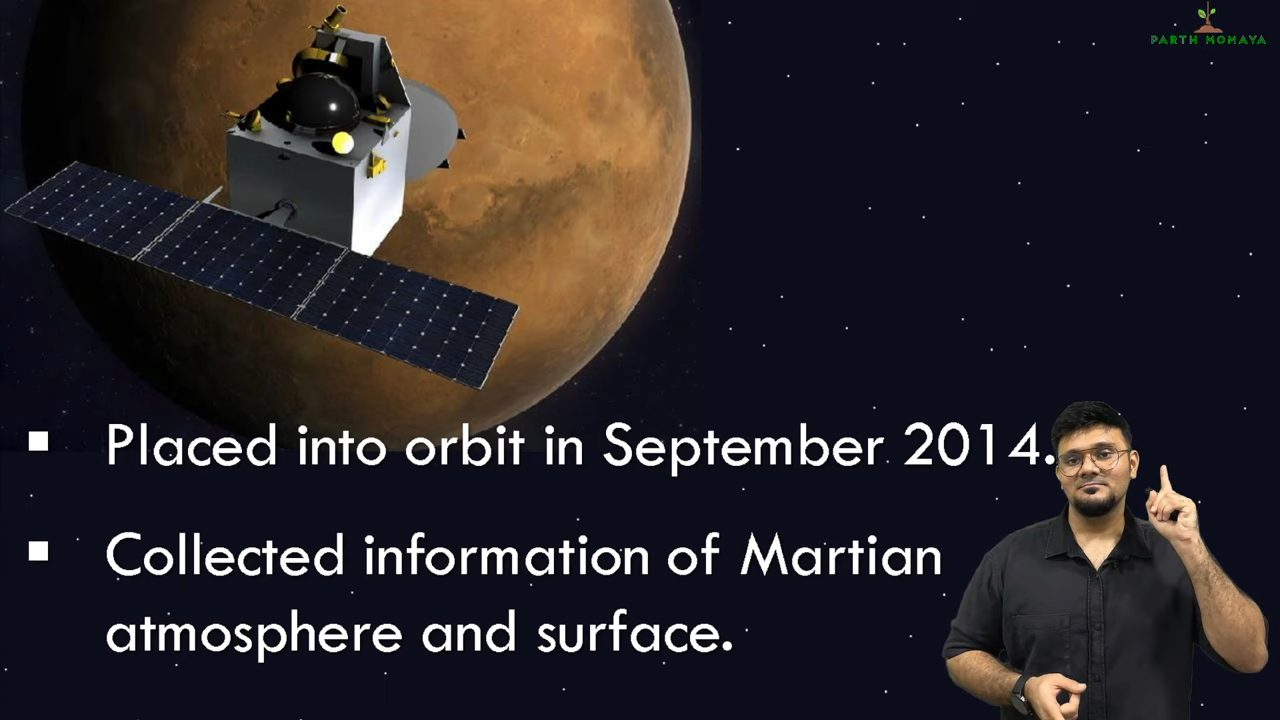 PARTH MOMAYA
▪ Placed into orbit in September 2014.
▪ Collected information of Martian
atmosphere and surface.